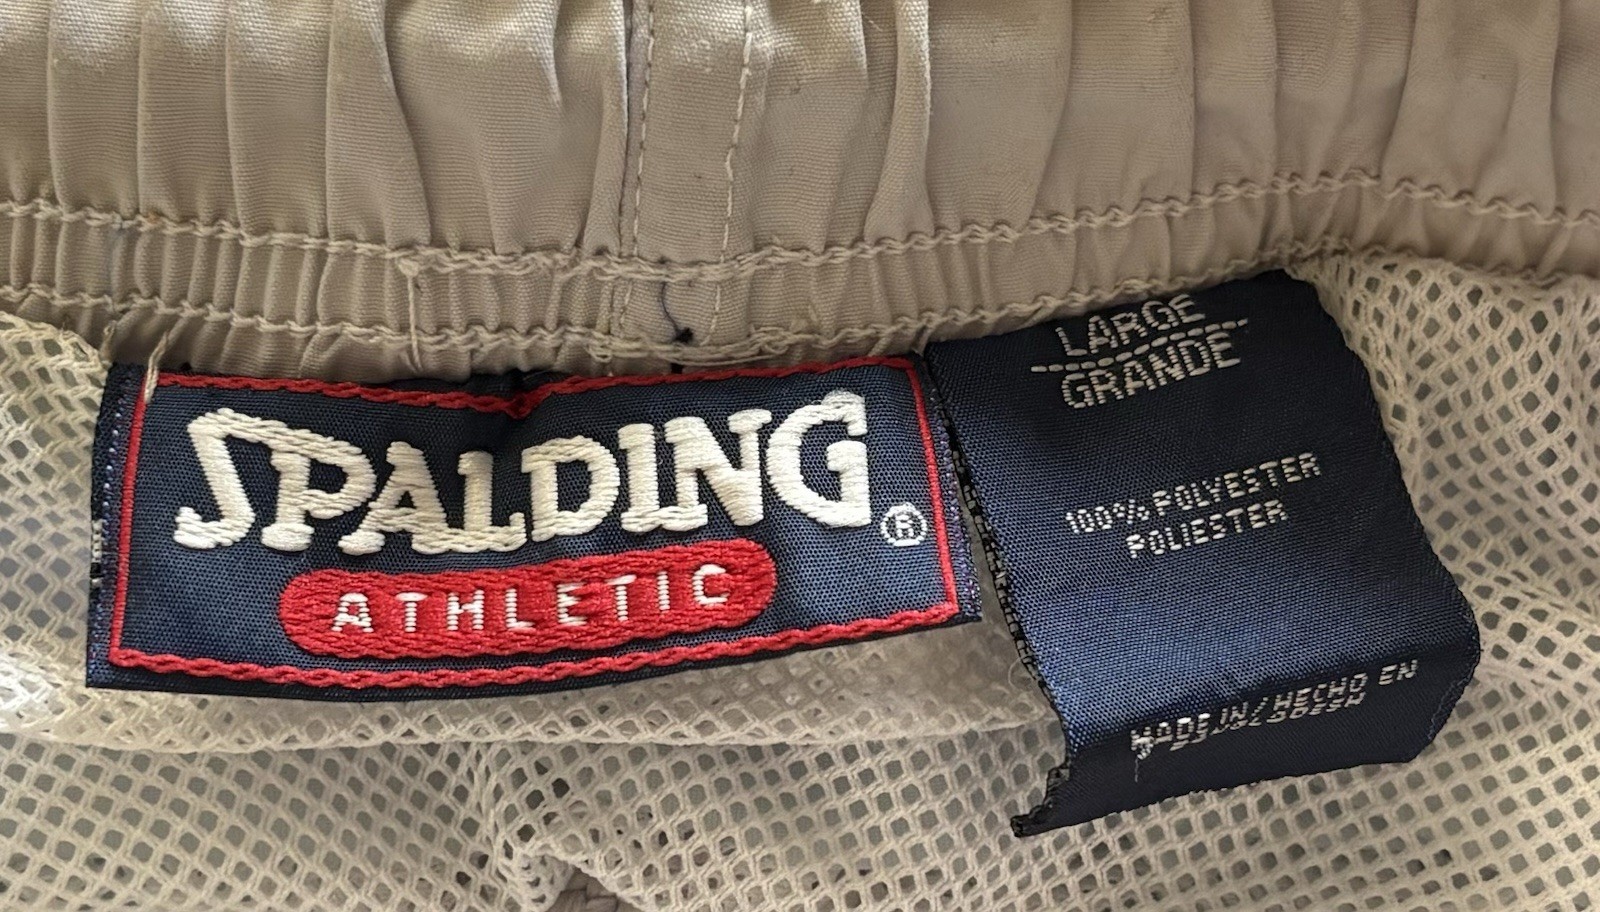 SPALDING®
ATHLETIC
LARGE
GRANDE
100% POLYESTER
POLIESTER
MADE IN / HECHO EN